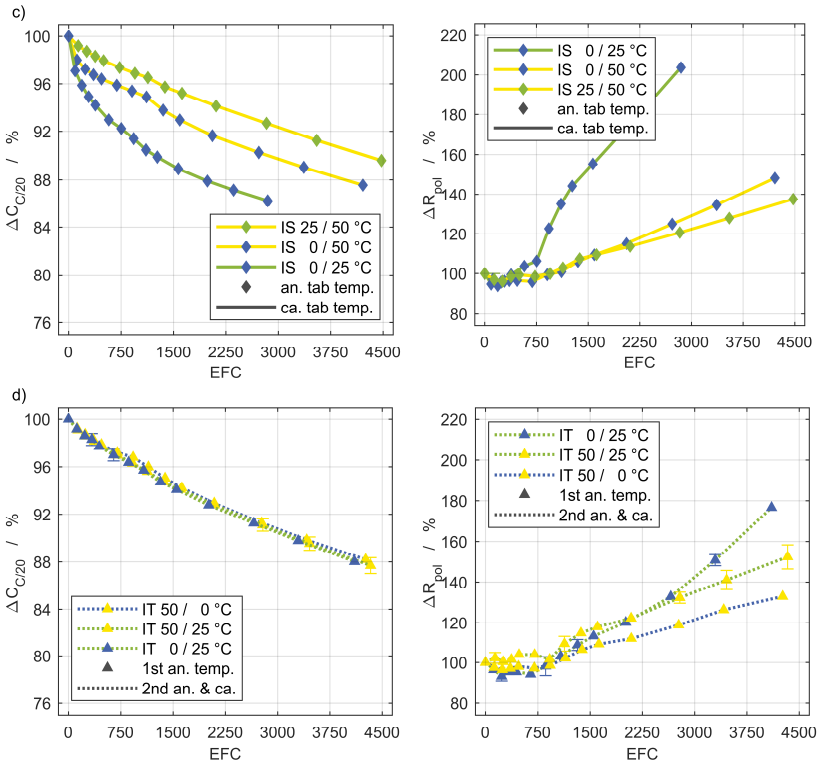 c)
100
96
92
88
84
80
76
Δ C_C/20 / %
IS 25 / 50 °C
IS 0 / 50 °C
IS 0 / 25 °C
an. tab temp.
ca. tab temp.
0 750 1500 2250 3000 3750 4500
EFC
220
200
180
160
140
120
100
80
Δ R_pol / %
IS 0 / 25 °C
IS 0 / 50 °C
IS 25 / 50 °C
an. tab temp.
ca. tab temp.
0 750 1500 2250 3000 3750 4500
EFC
d)
100
96
92
88
84
80
76
Δ C_C/20 / %
IT 50 / 0 °C
IT 50 / 25 °C
IT 0 / 25 °C
1st an. temp.
2nd an. & ca.
0 750 1500 2250 3000 3750 4500
EFC
220
200
180
160
140
120
100
80
Δ R_pol / %
IT 0 / 25 °C
IT 50 / 25 °C
IT 50 / 0 °C
1st an. temp.
2nd an. & ca.
0 750 1500 2250 3000 3750 4500
EFC